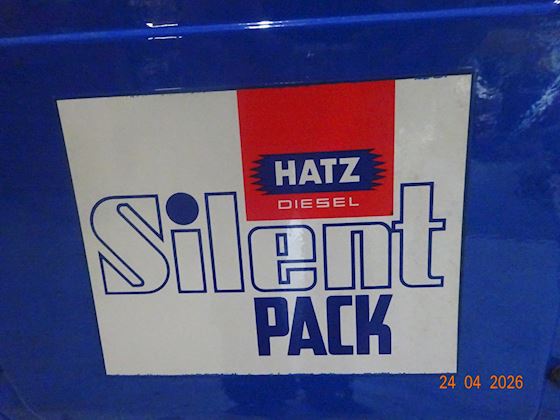 HATZ
DIESEL
Silent
PACK
24 04 2026